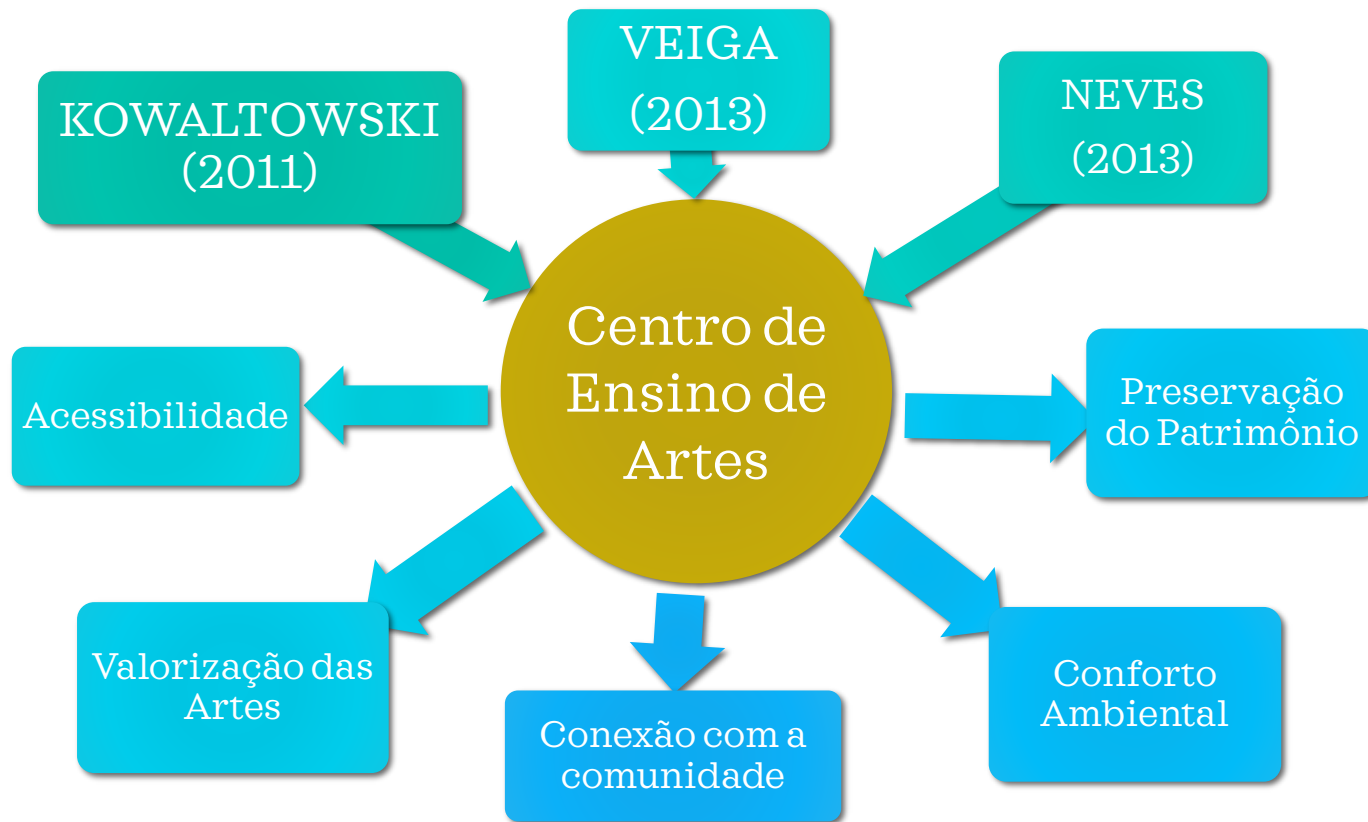 KOWALTOWSKI
(2011)
VEIGA
(2013)
NEVES
(2013)
Centro de
Ensino de
Artes
Acessibilidade
Preservação
do Patrimônio
Valorização das
Artes
Conexão com a
comunidade
Conforto
Ambiental